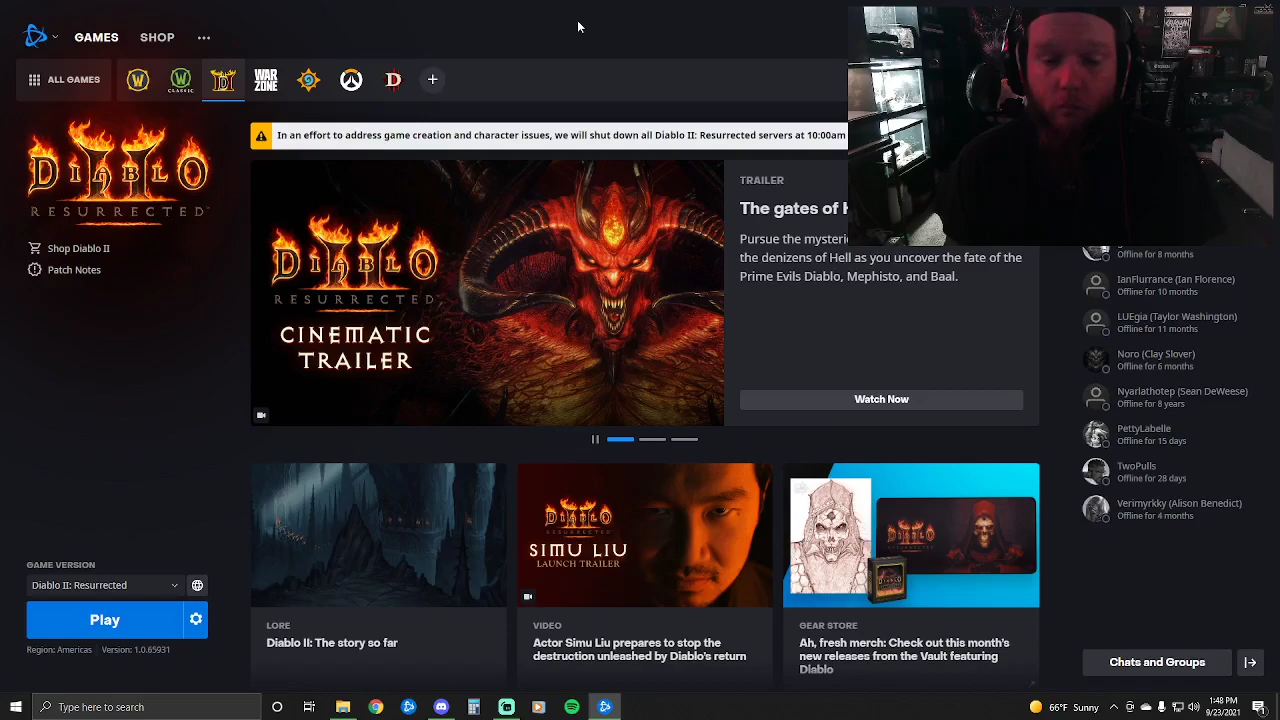 GAMES
SHOP
ALL GAMES
CLASSIC
WAR
ZONE
In an effort to address game creation and character issues, we will shut down all Diablo II: Resurrected servers at 10:00am
DIABLO
II
RESURRECTED
Shop Diablo II
Patch Notes
DIABLO
II
RESURRECTED
CINEMATIC
TRAILER
TRAILER
The gates of
Pursue the
the denizens of Hell as you uncover the fate of the
Prime Evils Diablo, Mephisto, and Baal.
Watch Now
Offline for 8 months
IanFlurrence (Ian Florence)
Offline for 10 months
LUEgia (Taylor Washington)
Offline for 11 months
Noro (Clay Slover)
Offline for 6 months
Nyarlathotep (Sean DeWeese)
Offline for 8 years
PettyLabelle
Offline for 15 days
TwoPulls
Offline for 28 days
Verimyrkky (Alison Benedict)
Offline for 4 months
DIABLO
II
RESURRECTED
SIMU LIU
LAUNCH TRAILER
DIABLO
II
RESURRECTED
LORE
Diablo II: The story so far
VIDEO
Actor Simu Liu prepares to stop the
destruction unleashed by Diablo's return
GEAR STORE
Ah, fresh merch: Check out this month's
new releases from the Vault featuring
Diablo
GAME VERSION
Diablo II: Resurrected
Play
Region: Americas
Version: 1.0.65931
Chats and Groups
Type here to search
66°F Sunny
1:48 PM
9/23/2021